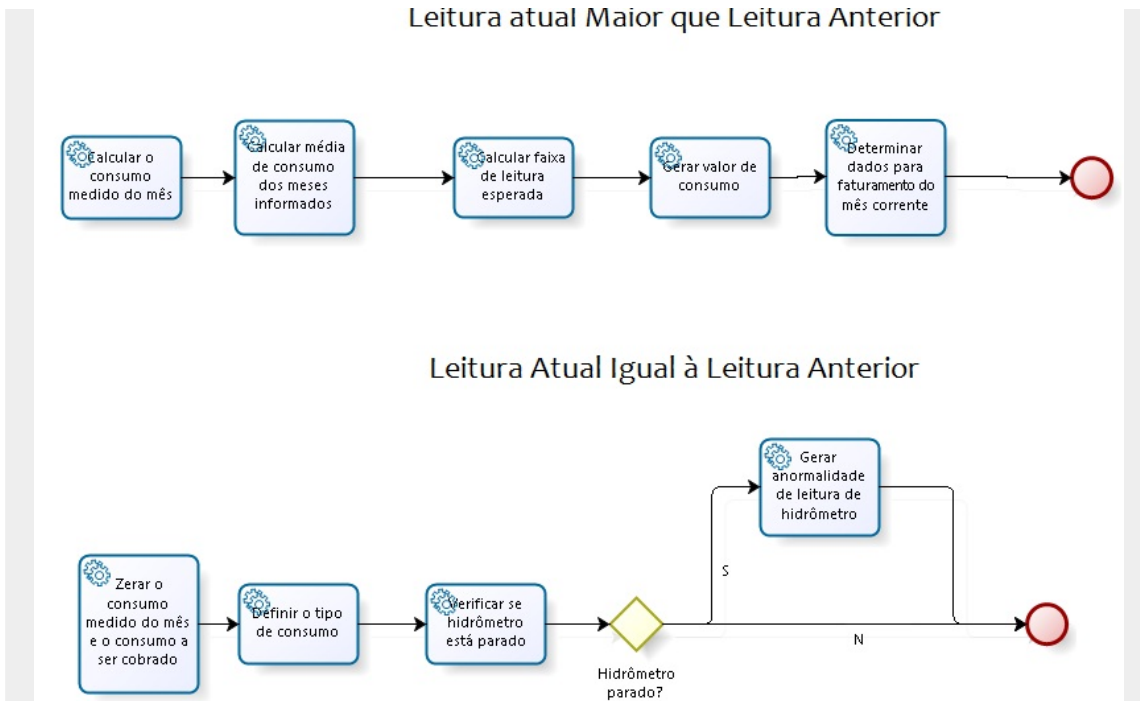 Leitura atual Maior que Leitura Anterior
Calcular o
consumo
medido do mês
Calcular média
de consumo
dos meses
informados
Calcular faixa
de leitura
esperada
Gerar valor de
consumo
Determinar
dados para
faturamento do
mês corrente
Leitura Atual Igual à Leitura Anterior
Zerar o
consumo
medido do mês
e o consumo a
ser cobrado
Definir o tipo
de consumo
Verificar se
hidrômetro
está parado
Hidrômetro
parado?
S
Gerar
anormalidade
de leitura de
hidrômetro
N